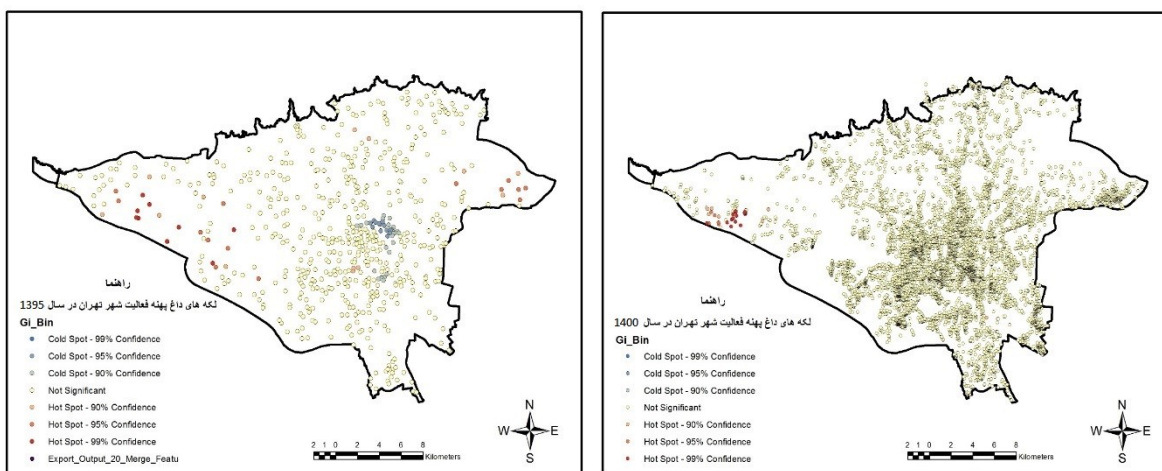 راهنما
لکه های داغ پهنه فعالیت شهر تهران در سال 1395
Gi_Bin
Cold Spot - 99% Confidence
Cold Spot - 95% Confidence
Cold Spot - 90% Confidence
Not Significant
Hot Spot - 90% Confidence
Hot Spot - 95% Confidence
Hot Spot - 99% Confidence
Export_Output_20_Merge_Featu
N
W E
S
2 1 0 2 4 6 8
Kilometers
راهنما
لکه های داغ پهنه فعالیت شهر تهران در سال 1400
Gi_Bin
Cold Spot - 99% Confidence
Cold Spot - 95% Confidence
Cold Spot - 90% Confidence
Not Significant
Hot Spot - 90% Confidence
Hot Spot - 95% Confidence
Hot Spot - 99% Confidence
N
W E
S
2 1 0 2 4 6 8
Kilometers